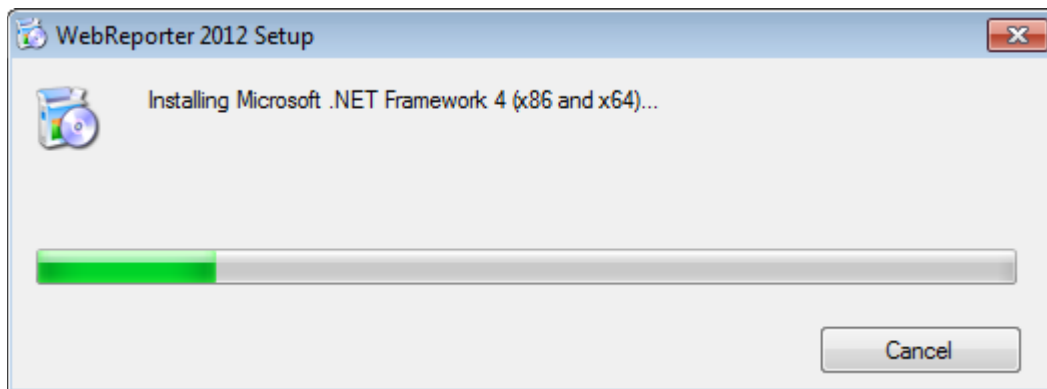 WebReporter 2012 Setup
Installing Microsoft .NET Framework 4 (x86 and x64)...
Cancel